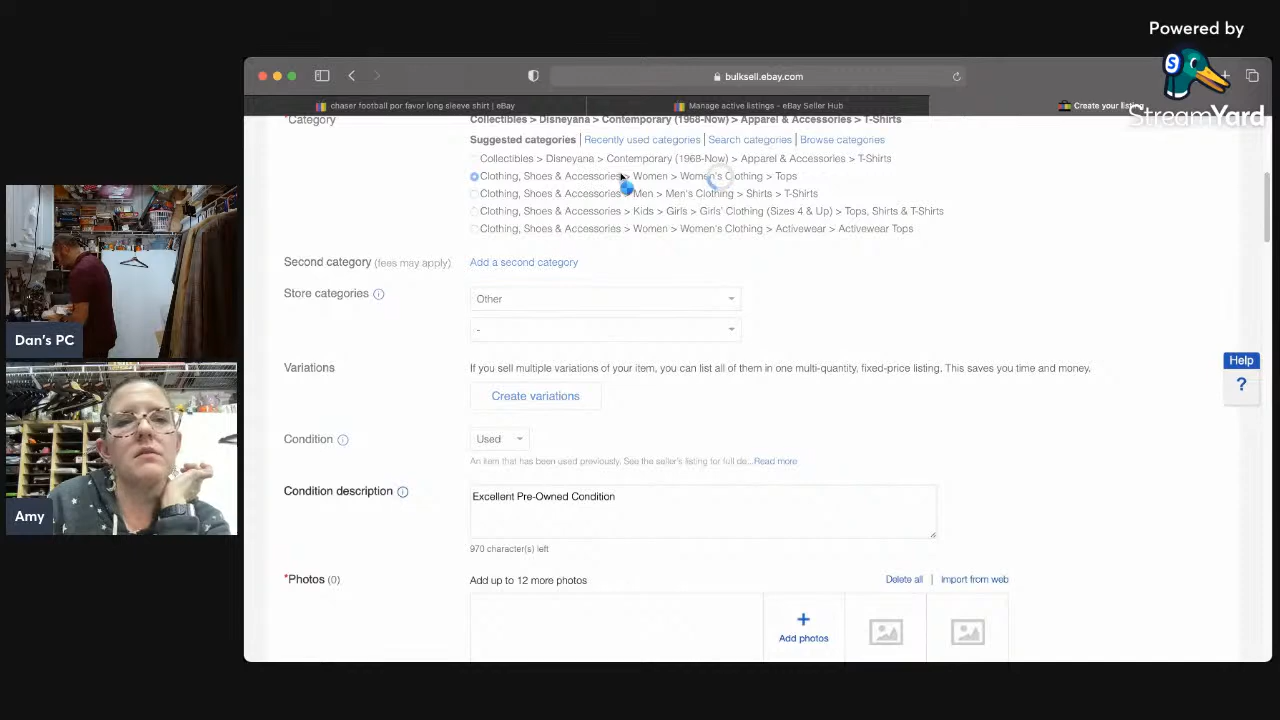 Powered by
S
StreamYard
bulksell.ebay.com
chaser football por favor long sleeve shirt | eBay
Manage active listings - eBay Seller Hub
Create your listing
*Category
Collectibles > Disneyana > Contemporary (1968-Now) > Apparel & Accessories > T-Shirts
Suggested categories | Recently used categories | Search categories | Browse categories
Collectibles > Disneyana > Contemporary (1968-Now) > Apparel & Accessories > T-Shirts
Clothing, Shoes & Accessories > Women > Women's Clothing > Tops
Clothing, Shoes & Accessories > Men > Men's Clothing > Shirts > T-Shirts
Clothing, Shoes & Accessories > Kids > Girls > Girls' Clothing (Sizes 4 & Up) > Tops, Shirts & T-Shirts
Clothing, Shoes & Accessories > Women > Women's Clothing > Activewear > Activewear Tops
Second category (fees may apply) Add a second category
Store categories Other
-
Variations If you sell multiple variations of your item, you can list all of them in one multi-quantity, fixed-price listing. This saves you time and money.
Create variations
Condition Used
An item that has been used previously. See the seller's listing for full de...Read more
Condition description Excellent Pre-Owned Condition
970 character(s) left
*Photos (0) Add up to 12 more photos Delete all | Import from web
+
Add photos
Help
?
Dan's PC
Amy